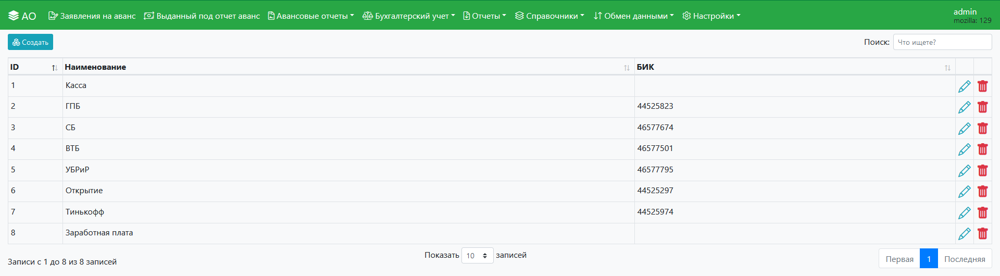 АО Заявления на аванс Выданный под отчет аванс Авансовые отчеты Бухгалтерский учет Отчеты Справочники Обмен данными Настройки admin
mozilla: 129
Создать Поиск: Что ищете?
ID Наименование БИК
1 Касса
2 ГПБ 44525823
3 СБ 46577674
4 ВТБ 46577501
5 УБРиР 46577795
6 Открытие 44525297
7 Тинькофф 44525974
8 Заработная плата
Показать 10 записей
Записи с 1 до 8 из 8 записей Первая 1 Последняя